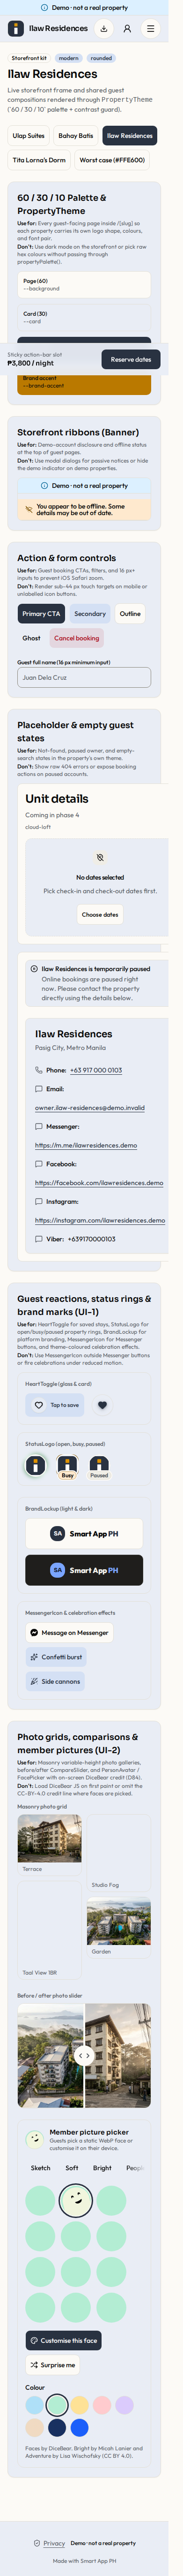 Demo · not a real property
Ilaw Residences
Storefront kit
modern
rounded
Ilaw Residences
Live storefront frame and shared guest
compositions rendered through PropertyTheme
(`60 / 30 / 10` palette + contrast guard).
Ulap Suites
Bahay Batis
Ilaw Residences
Tita Lorna's Dorm
Worst case (#FFE600)
60 / 30 / 10 Palette &
PropertyTheme
Use for: Every guest-facing page inside /[slug] so
each property carries its own logo shape, colours,
and font pair.
Don't: Use dark mode on the storefront or pick raw
hex colours without passing through
propertyPalette().
Page (60)
--background
Card (30)
--card
Sticky action-bar slot
₱3,800 / night
Reserve dates
Brand accent
--brand-accent
Storefront ribbons (Banner)
Use for: Demo-account disclosure and offline status
at the top of guest pages.
Don't: Use modal dialogs for passive notices or hide
the demo indicator on demo properties.
Demo · not a real property
You appear to be offline. Some
details may be out of date.
Action & form controls
Use for: Guest booking CTAs, filters, and 16 px+
inputs to prevent iOS Safari zoom.
Don't: Render sub-44 px touch targets on mobile or
unlabelled icon buttons.
Primary CTA
Secondary
Outline
Ghost
Cancel booking
Guest full name (16 px minimum input)
Juan Dela Cruz
Placeholder & empty guest
states
Use for: Not-found, paused owner, and empty-
search states in the property's own theme.
Don't: Show raw 404 errors or expose booking
actions on paused accounts.
Unit details
Coming in phase 4
cloud-loft
No dates selected
Pick check-in and check-out dates first.
Choose dates
Ilaw Residences is temporarily paused
Online bookings are paused right
now. Please contact the property
directly using the details below.
Ilaw Residences
Pasig City, Metro Manila
Phone: +63 917 000 0103
Email:
owner.ilaw-residences@demo.invalid
Messenger:
https://m.me/ilawresidences.demo
Facebook:
https://facebook.com/ilawresidences.demo
Instagram:
https://instagram.com/ilawresidences.demo
Viber: +639170000103
Guest reactions, status rings &
brand marks (UI-1)
Use for: HeartToggle for saved stays, StatusLogo for
open/busy/paused property rings, BrandLockup for
platform branding, MessengerIcon for Messenger
buttons, and theme-coloured celebration effects.
Don't: Use MessengerIcon outside Messenger buttons
or fire celebrations under reduced motion.
HeartToggle (glass & card)
Tap to save
StatusLogo (open, busy, paused)
Busy
Paused
BrandLockup (light & dark)
SA Smart App PH
SA Smart App PH
MessengerIcon & celebration effects
Message on Messenger
Confetti burst
Side cannons
Photo grids, comparisons &
member pictures (UI-2)
Use for: Masonry variable-height photo galleries,
before/after CompareSlider, and PersonAvatar /
FacePicker with on-screen DiceBear credit (D84).
Don't: Load DiceBear JS on first paint or omit the
CC-BY-4.0 credit line where faces are picked.
Masonry photo grid
Terrace
Studio Fog
Taal View 1BR
Garden
Before / after photo slider
Member picture picker
Guests pick a static WebP face or
customise it on their device.
Sketch
Soft
Bright
Customise this face
Surprise me
Colour
Faces by DiceBear. Bright by Micah Lanier and
Adventure by Lisa Wischofsky (CC BY 4.0).
Privacy
Demo · not a real property
Made with Smart App PH